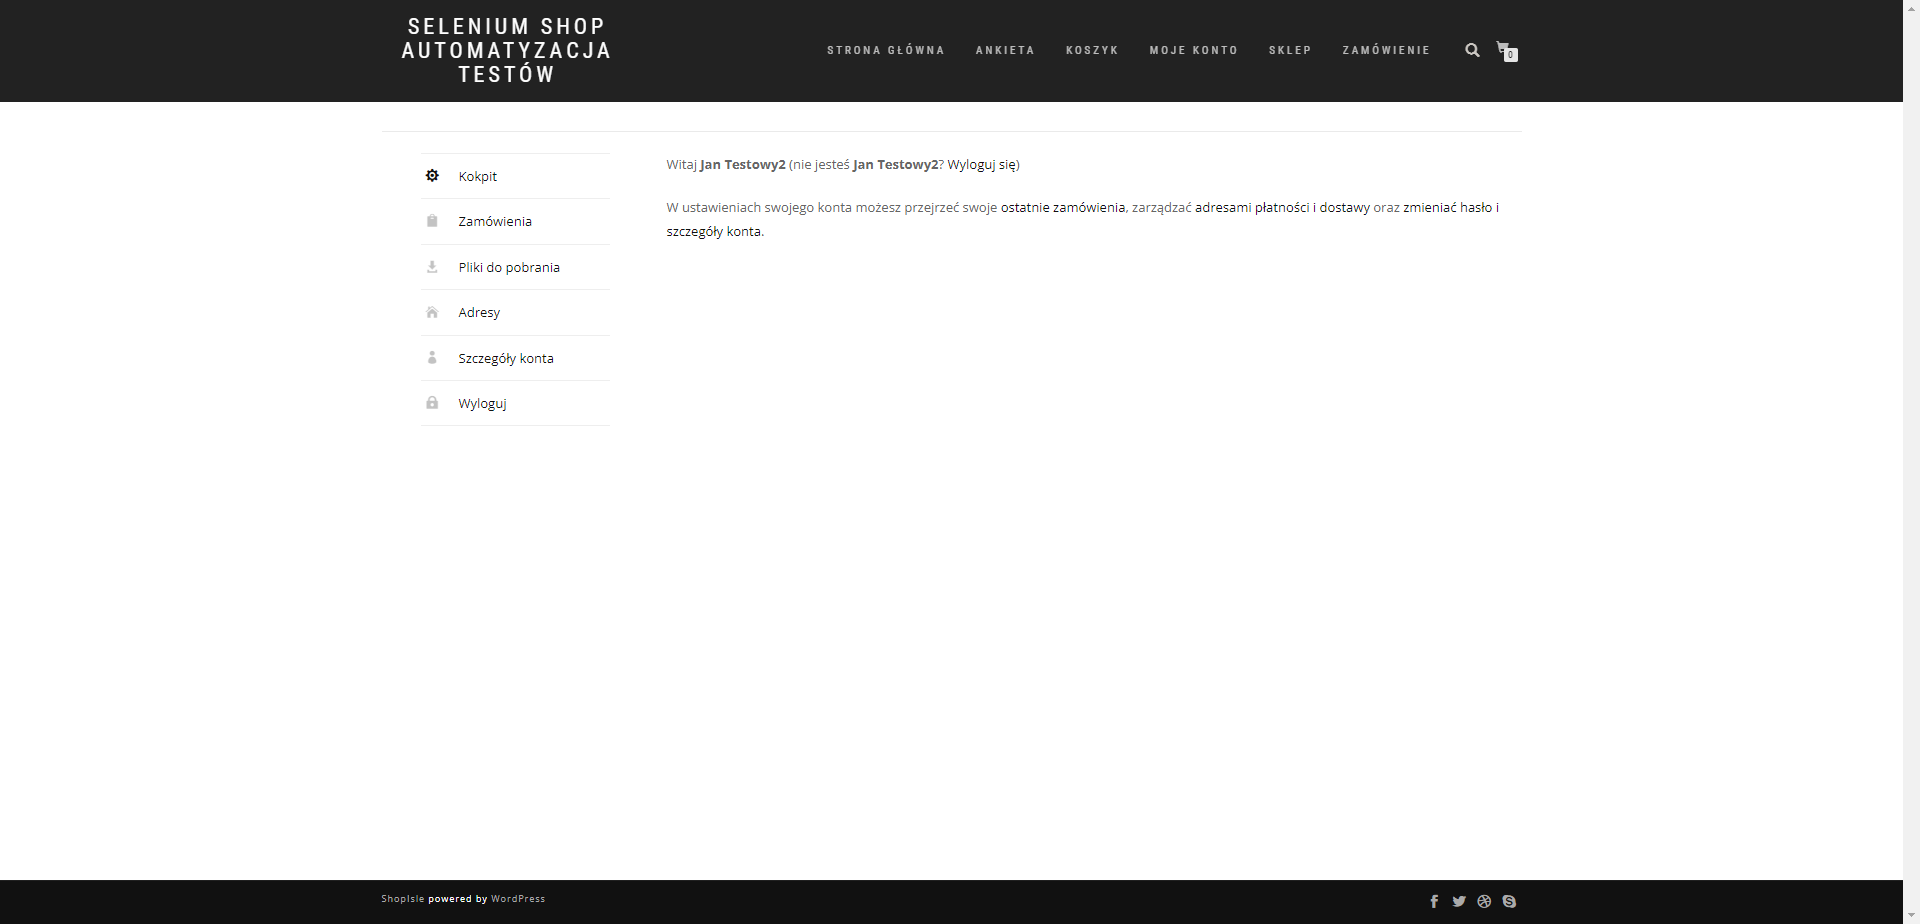 SELENIUM SHOP
AUTOMATYZACJA
TESTÓW
STRONA GŁÓWNA ANKIETA KOSZYK MOJE KONTO SKLEP ZAMÓWIENIE
0
Kokpit
Zamówienia
Pliki do pobrania
Adresy
Szczegóły konta
Wyloguj
Witaj Jan Testowy2 (nie jesteś Jan Testowy2? Wyloguj się)
W ustawieniach swojego konta możesz przejrzeć swoje ostatnie zamówienia, zarządzać adresami płatności i dostawy oraz zmieniać hasło i
szczegóły konta.
ShopIsle powered by WordPress